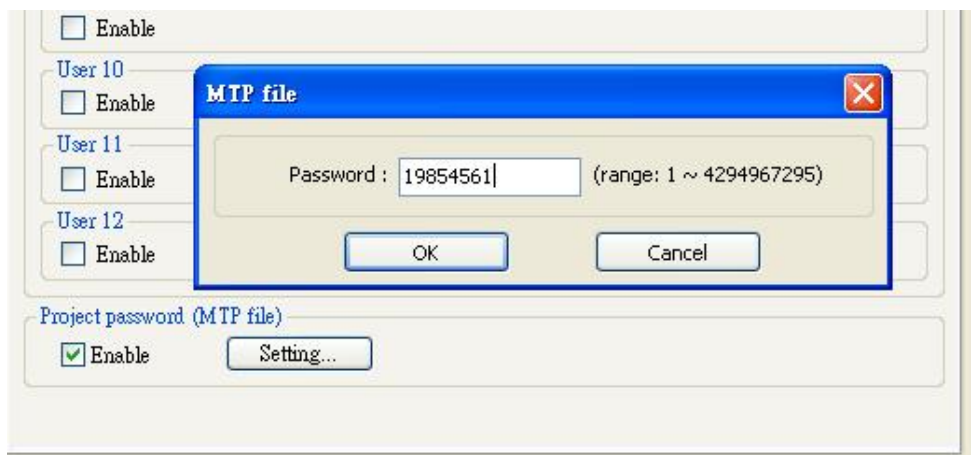 Enable
User 10
Enable
MTP file
User 11
Enable
Password : 19854561 (range: 1 ~ 4294967295)
User 12
Enable
OK Cancel
Project password (MTP file)
Enable Setting...